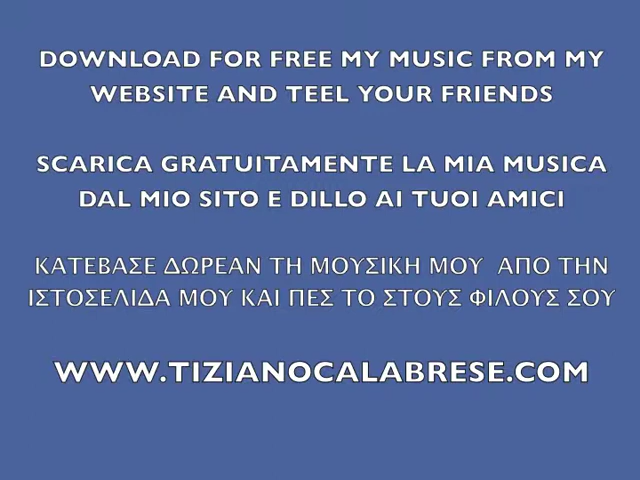 DOWNLOAD FOR FREE MY MUSIC FROM MY
WEBSITE AND TEEL YOUR FRIENDS
SCARICA GRATUITAMENTE LA MIA MUSICA
DAL MIO SITO E DILLO AI TUOI AMICI
ΚΑΤΕΒΑΣΕ ΔΩΡΕΑΝ ΤΗ ΜΟΥΣΙΚΗ ΜΟΥ ΑΠΟ ΤΗΝ
ΙΣΤΟΣΕΛΙΔΑ ΜΟΥ ΚΑΙ ΠΕΣ ΤΟ ΣΤΟΥΣ ΦΙΛΟΥΣ ΣΟΥ
WWW.TIZIANOCALABRESE.COM